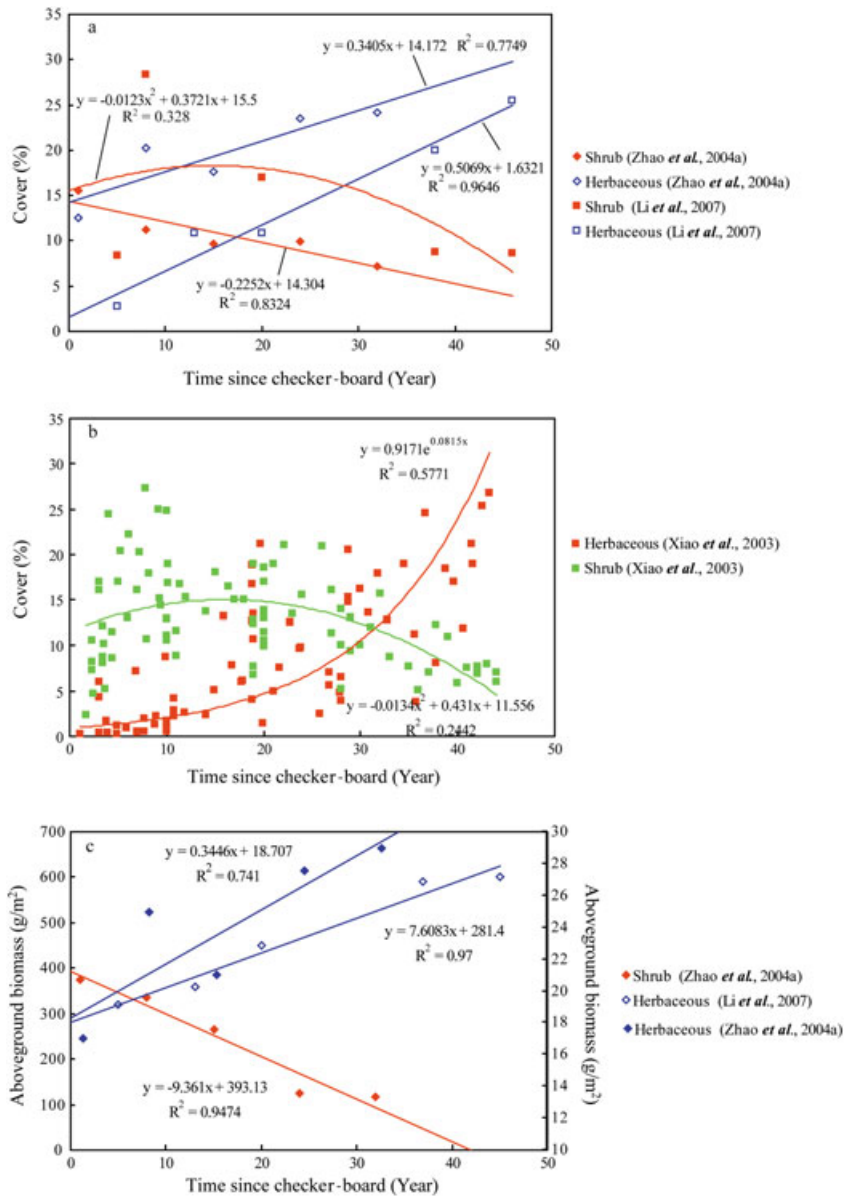 a
y = 0.3405x + 14.172 R² = 0.7749
y = -0.0123x² + 0.3721x + 15.5
R² = 0.328
y = 0.5069x + 1.6321
R² = 0.9646
y = -0.2252x + 14.304
R² = 0.8324
35
30
25
20
15
10
5
0
Cover (%)
0 10 20 30 40 50
Time since checker-board (Year)
Shrub (Zhao et al., 2004a)
Herbaceous (Zhao et al., 2004a)
Shrub (Li et al., 2007)
Herbaceous (Li et al., 2007)
b
y = 0.9171e^0.0815x
R² = 0.5771
y = -0.0134x² + 0.431x + 11.556
R² = 0.2442
35
30
25
20
15
10
5
0
Cover (%)
0 10 20 30 40 50
Time since checker-board (Year)
Herbaceous (Xiao et al., 2003)
Shrub (Xiao et al., 2003)
c
y = 0.3446x + 18.707
R² = 0.741
y = 7.6083x + 281.4
R² = 0.97
y = -9.361x + 393.13
R² = 0.9474
700
600
500
400
300
200
100
0
Aboveground biomass (g/m²)
30
28
26
24
22
20
18
16
14
12
10
Aboveground biomass (g/m²)
0 10 20 30 40 50
Time since checker-board (Year)
Shrub (Zhao et al., 2004a)
Herbaceous (Li et al., 2007)
Herbaceous (Zhao et al., 2004a)